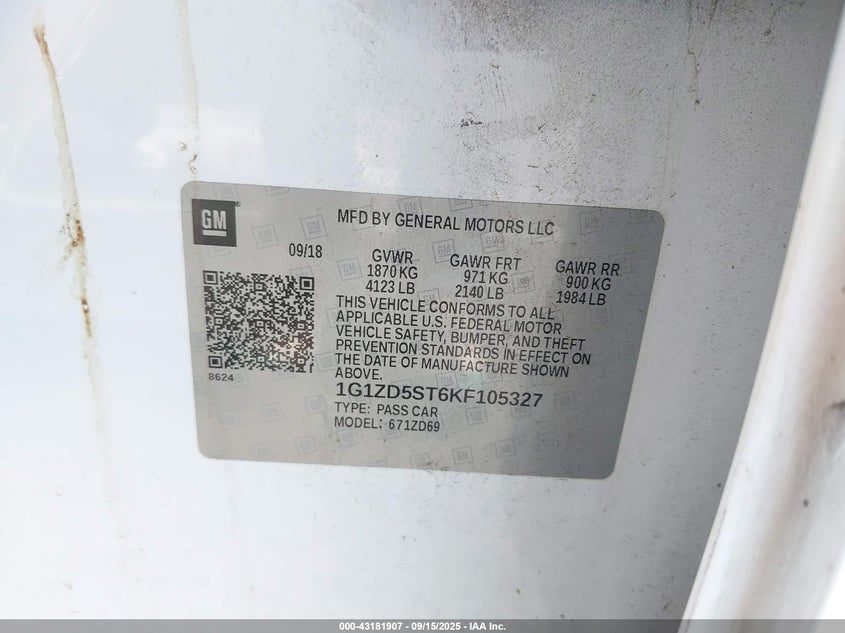 GM
MFD BY GENERAL MOTORS LLC
09/18
GVWR
1870 KG
4123 LB
GAWR FRT
971 KG
2140 LB
GAWR RR
900 KG
1984 LB
THIS VEHICLE CONFORMS TO ALL
APPLICABLE U.S. FEDERAL MOTOR
VEHICLE SAFETY, BUMPER, AND THEFT
PREVENTION STANDARDS IN EFFECT ON
THE DATE OF MANUFACTURE SHOWN
ABOVE.
8624
1G1ZD5ST6KF105327
TYPE: PASS CAR
MODEL: 671ZD69
000-43181907 - 09/15/2025 - IAA Inc.